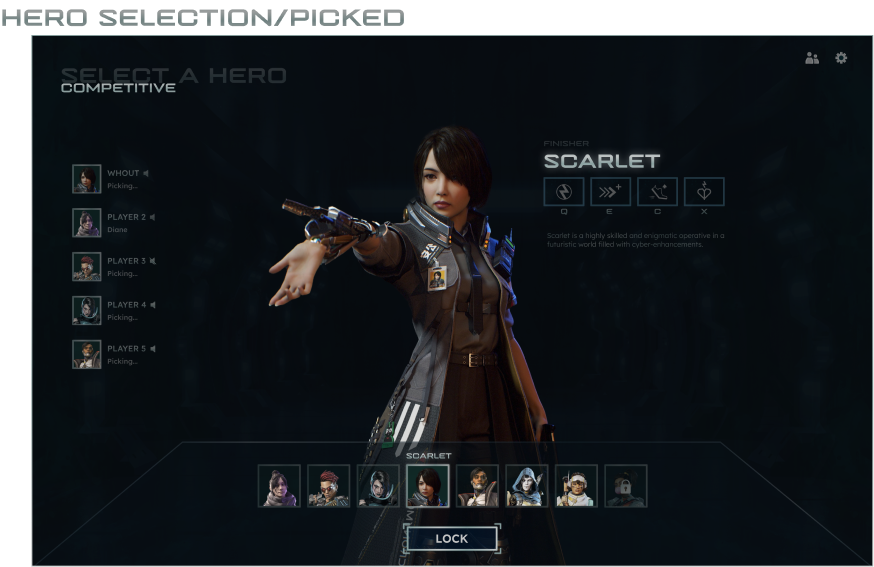 HERO SELECTION/PICKED
SELECT A HERO
COMPETITIVE
WHOUT
Picking...
PLAYER 2
Diane
PLAYER 3
Picking...
PLAYER 4
Picking...
PLAYER 5
Picking...
FINISHER
SCARLET
Q E C X
Scarlet is a highly skilled and enigmatic operative in a
futuristic world filled with cyber-enhancements.
SCARLET
LOCK